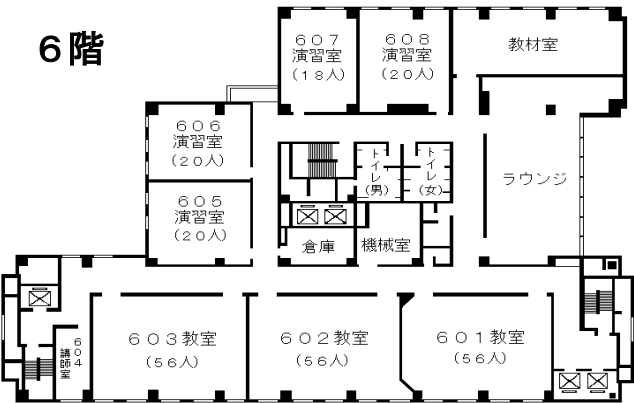 ６階
６０７
演習室
（１８人）
６０８
演習室
（２０人）
教材室
６０６
演習室
（２０人）
トイレ（男）
トイレ（女）
ラウンジ
６０５
演習室
（２０人）
倉庫
機械室
６０４
講師室
６０３教室
（５６人）
６０２教室
（５６人）
６０１教室
（５６人）